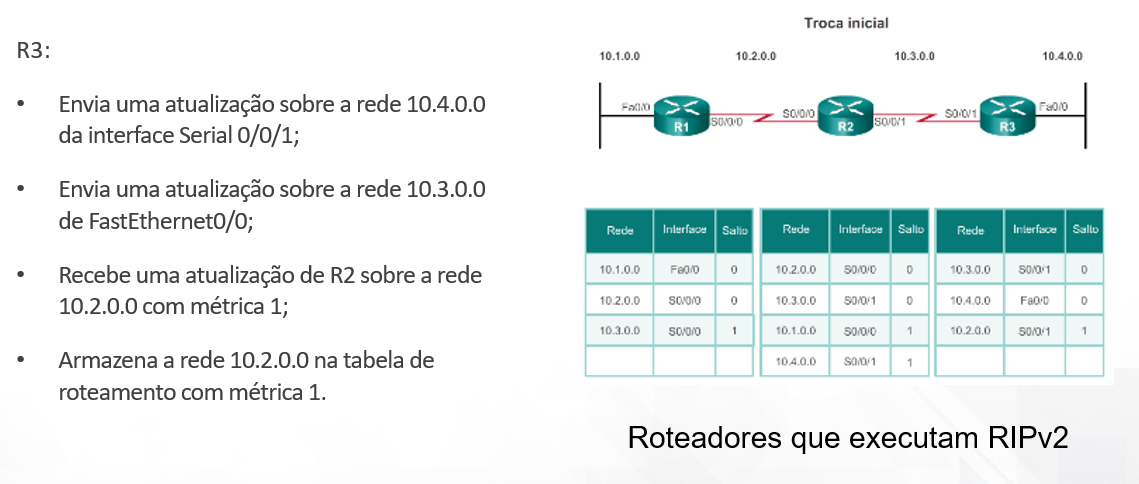 R3:
• Envia uma atualização sobre a rede 10.4.0.0
da interface Serial 0/0/1;
• Envia uma atualização sobre a rede 10.3.0.0
de FastEthernet0/0;
• Recebe uma atualização de R2 sobre a rede
10.2.0.0 com métrica 1;
• Armazena a rede 10.2.0.0 na tabela de
roteamento com métrica 1.
Troca inicial
10.1.0.0 10.2.0.0 10.3.0.0 10.4.0.0
Fa0/0 R1 S0/0/0 S0/0/0 R2 S0/0/1 S0/0/1 R3 Fa0/0
Rede Interface Salto Rede Interface Salto Rede Interface Salto
10.1.0.0 Fa0/0 0 10.2.0.0 S0/0/0 0 10.3.0.0 S0/0/1 0
10.2.0.0 S0/0/0 0 10.3.0.0 S0/0/1 0 10.4.0.0 Fa0/0 0
10.3.0.0 S0/0/0 1 10.1.0.0 S0/0/0 1 10.2.0.0 S0/0/1 1
10.4.0.0 S0/0/1 1
Roteadores que executam RIPv2